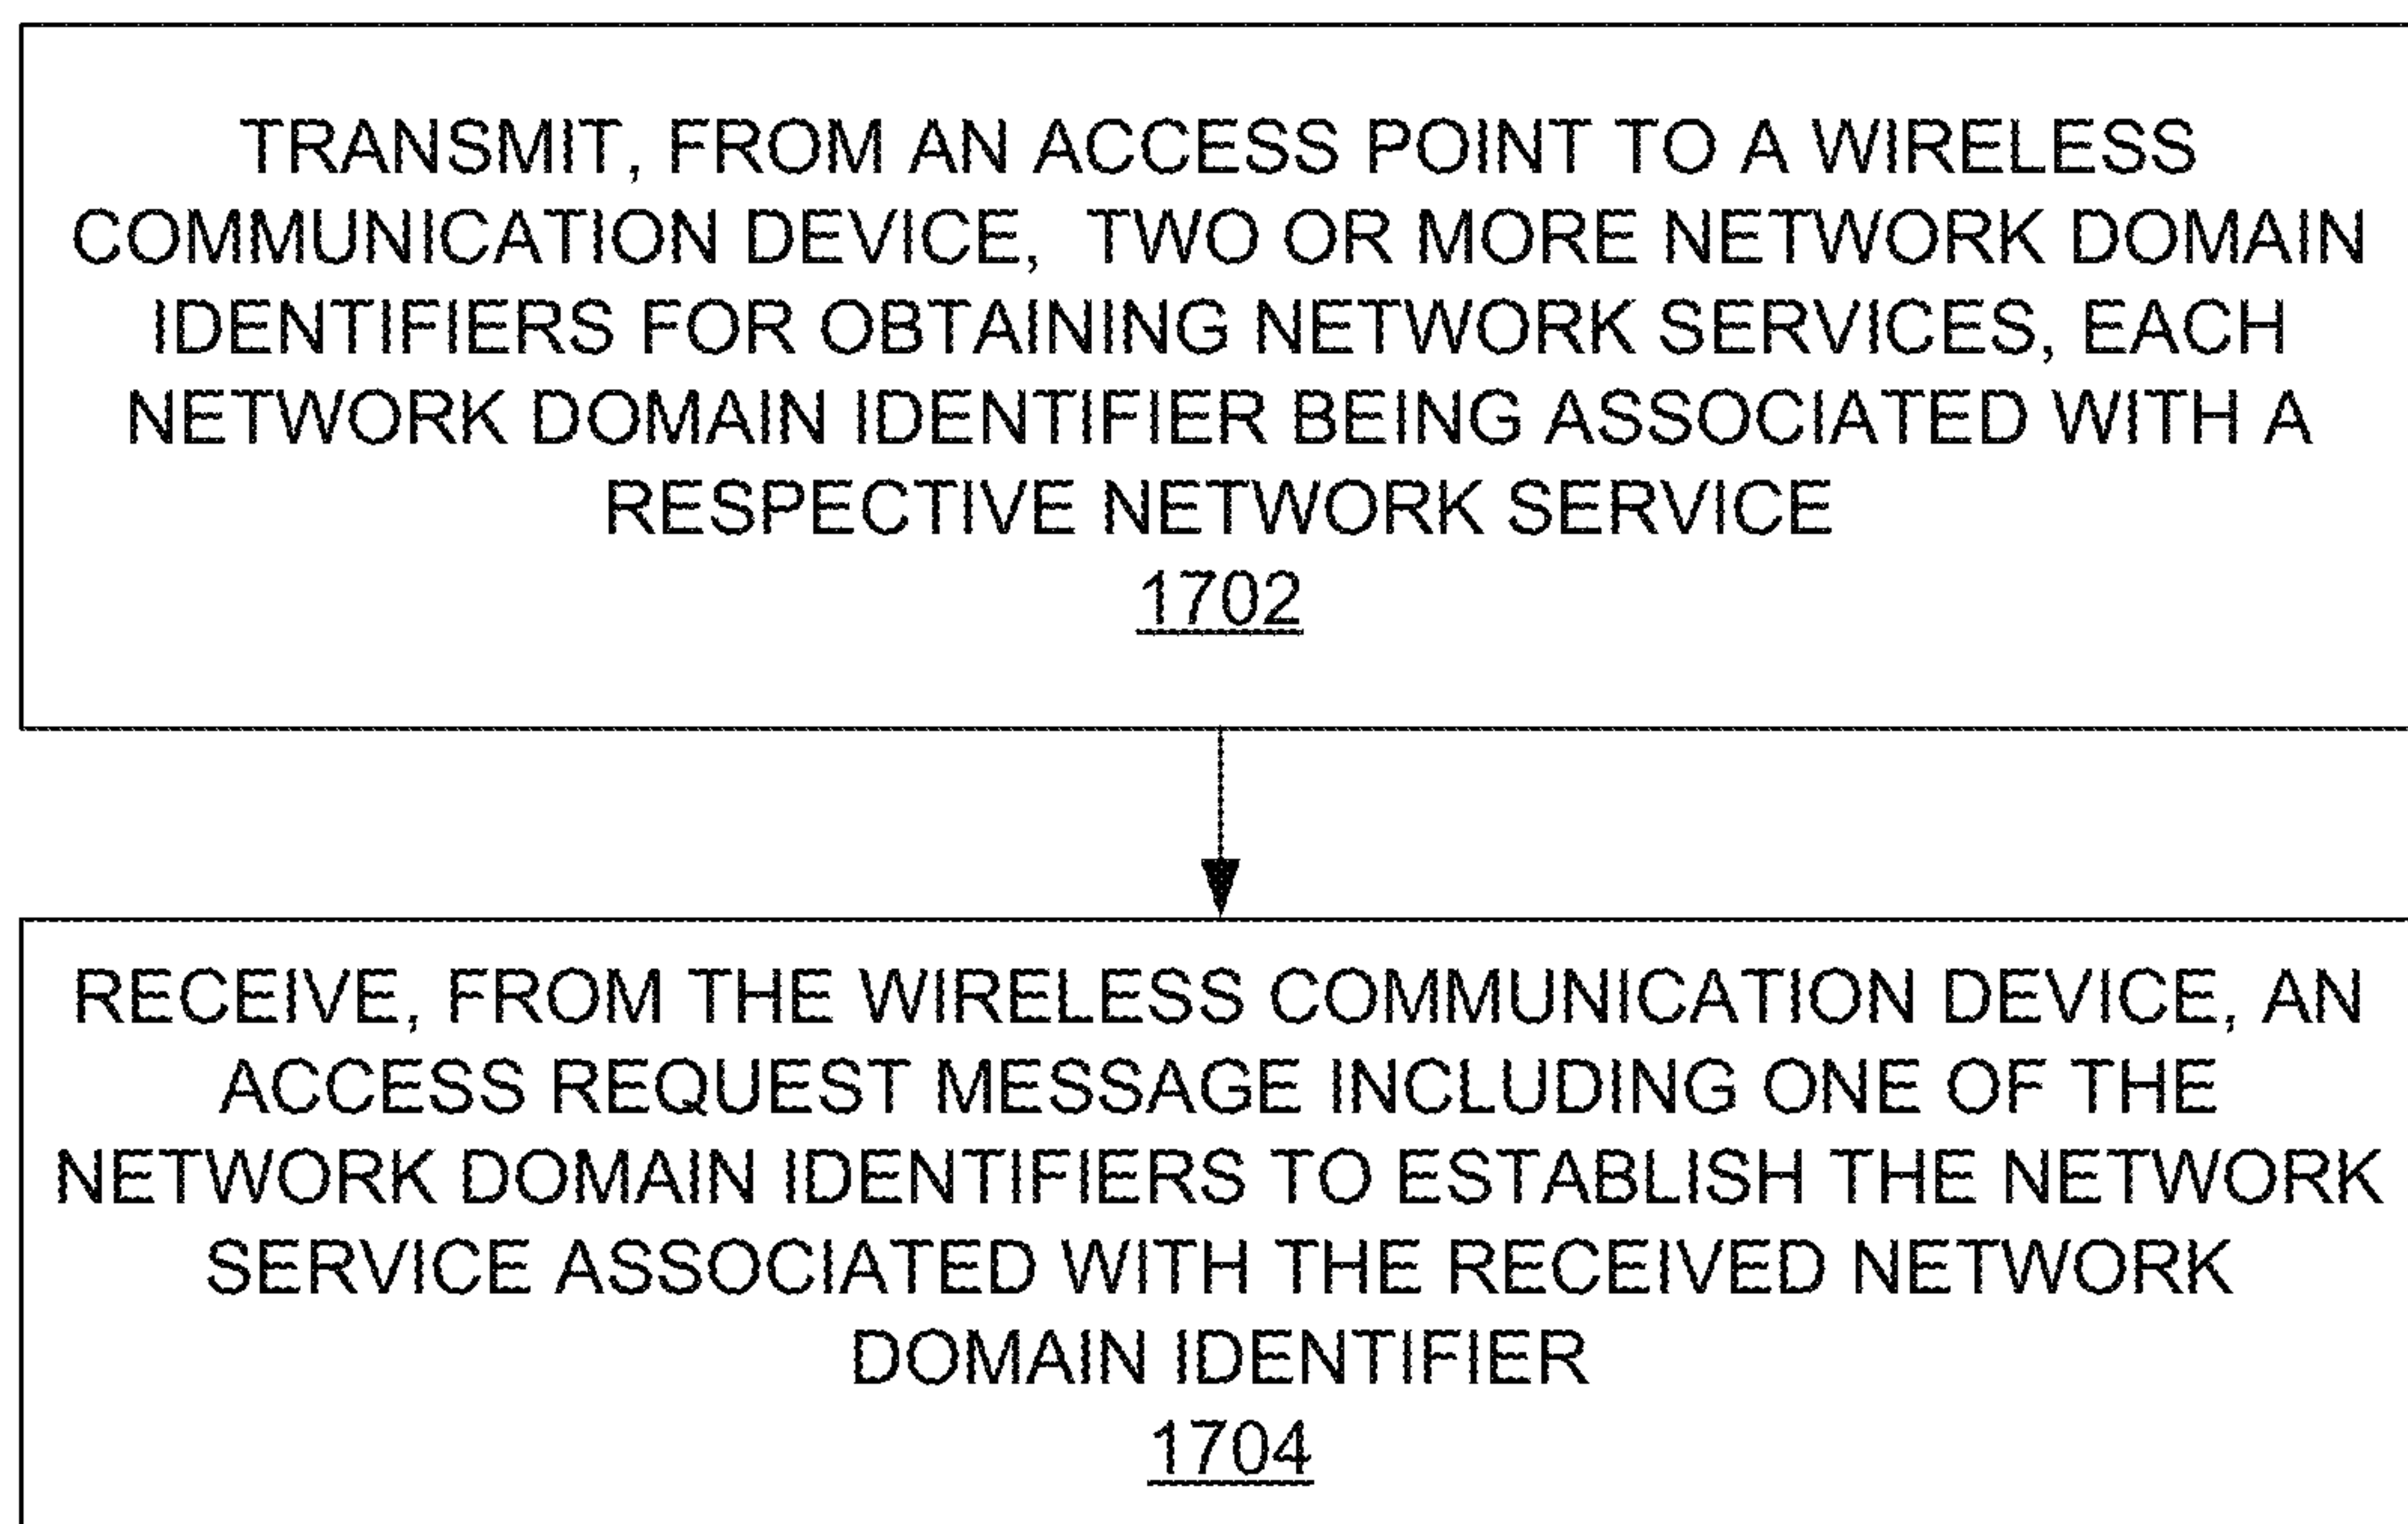 TRANSMIT, FROM AN ACCESS POINT TO A WIRELESS
COMMUNICATION DEVICE, TWO OR MORE NETWORK DOMAIN
IDENTIFIERS FOR OBTAINING NETWORK SERVICES, EACH
NETWORK DOMAIN IDENTIFIER BEING ASSOCIATED WITH A
RESPECTIVE NETWORK SERVICE
1702
RECEIVE, FROM THE WIRELESS COMMUNICATION DEVICE, AN
ACCESS REQUEST MESSAGE INCLUDING ONE OF THE
NETWORK DOMAIN IDENTIFIERS TO ESTABLISH THE NETWORK
SERVICE ASSOCIATED WITH THE RECEIVED NETWORK
DOMAIN IDENTIFIER
1704